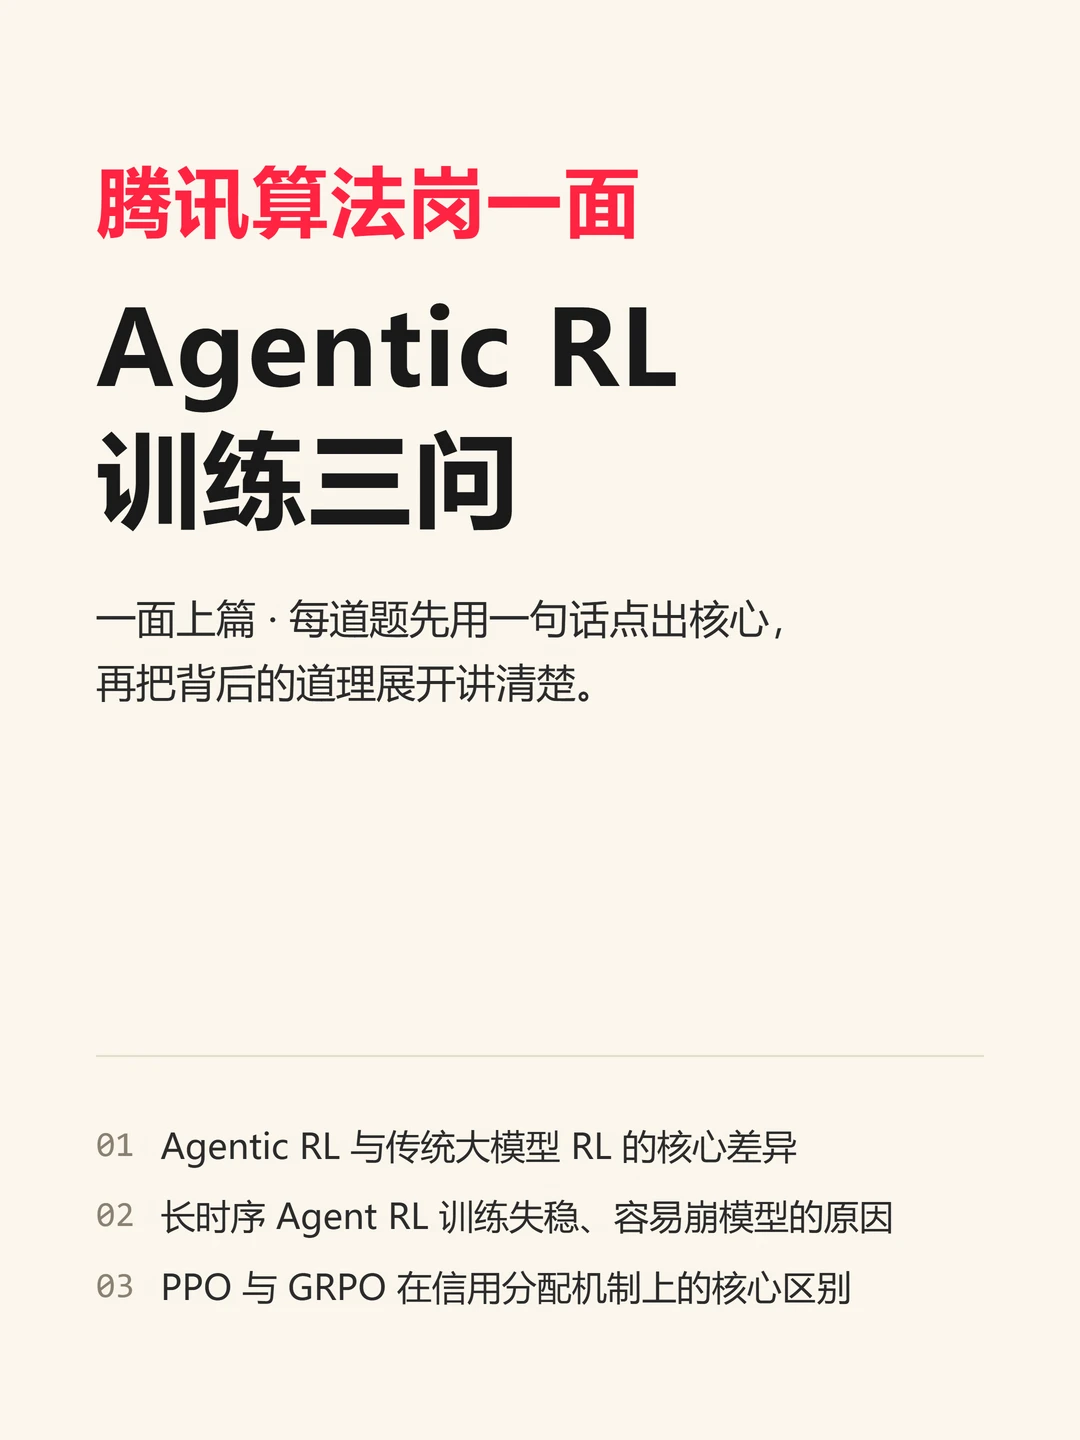 腾讯算法岗一面
Agentic RL
训练三问
一面上篇 · 每道题先用一句话点出核心，
再把背后的道理展开讲清楚。
01 Agentic RL 与传统大模型 RL 的核心差异
02 长时序 Agent RL 训练失稳、容易崩模型的原因
03 PPO 与 GRPO 在信用分配机制上的核心区别